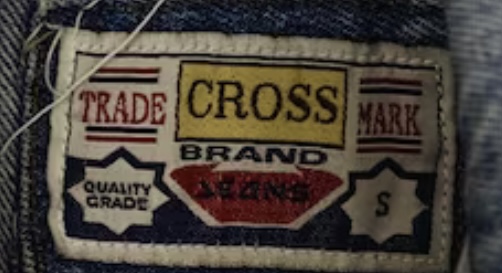 TRADE CROSS MARK
BRAND
JEANS
QUALITY
GRADE
S